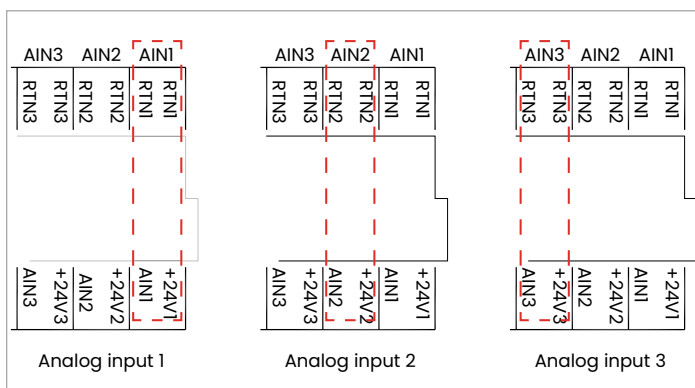 AIN3 AIN2 AIN1
RTN3 RTN3 RTN2 RTN2 RTN1 RTN1
AIN3 +24V3 AIN2 +24V2 AIN1 +24V1
Analog input 1
AIN3 AIN2 AIN1
RTN3 RTN3 RTN2 RTN2 RTN1 RTN1
AIN3 +24V3 AIN2 +24V2 AIN1 +24V1
Analog input 2
AIN3 AIN2 AIN1
RTN3 RTN3 RTN2 RTN2 RTN1 RTN1
AIN3 +24V3 AIN2 +24V2 AIN1 +24V1
Analog input 3